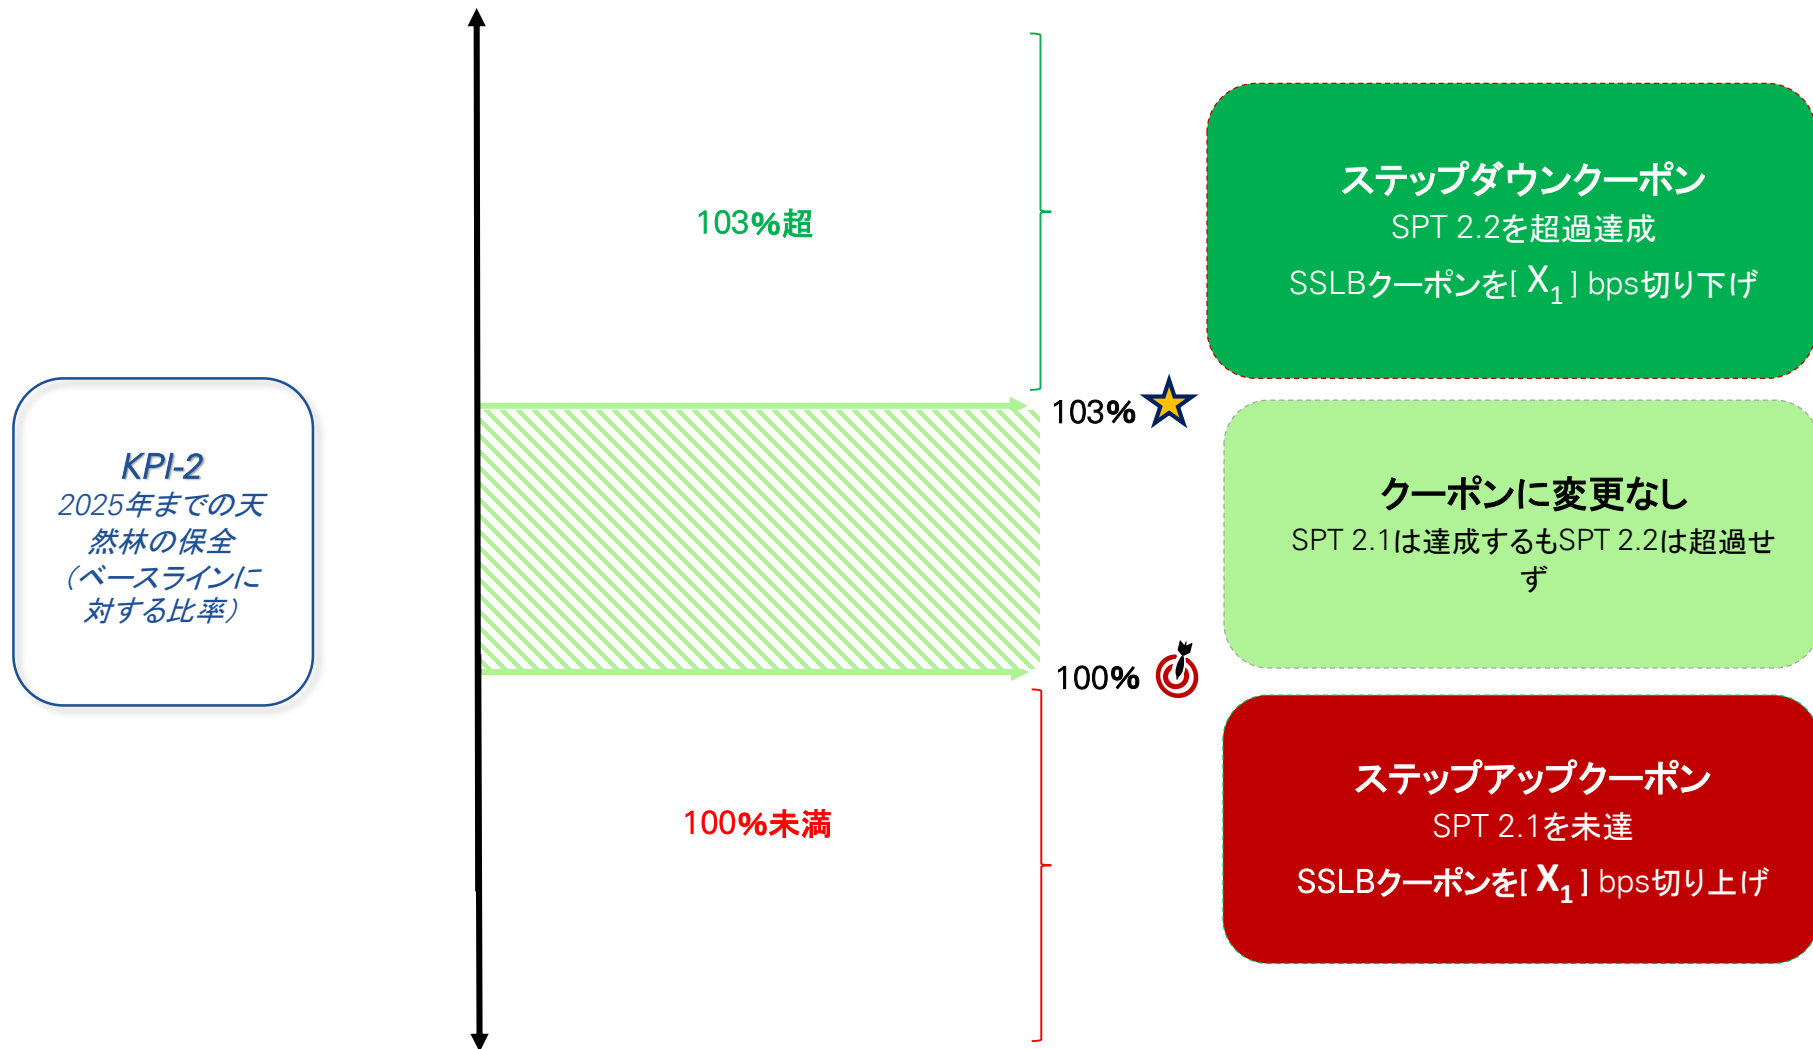 KPI-2
2025年までの天
然林の保全
（ベースラインに
対する比率）
103%超
103%
100%
100%未満
ステップダウンクーポン
SPT 2.2を超過達成
SSLBクーポンを[ X₁ ] bps切り下げ
クーポンに変更なし
SPT 2.1は達成するもSPT 2.2は超過せ
ず
ステップアップクーポン
SPT 2.1を未達
SSLBクーポンを[ X₁ ] bps切り上げ